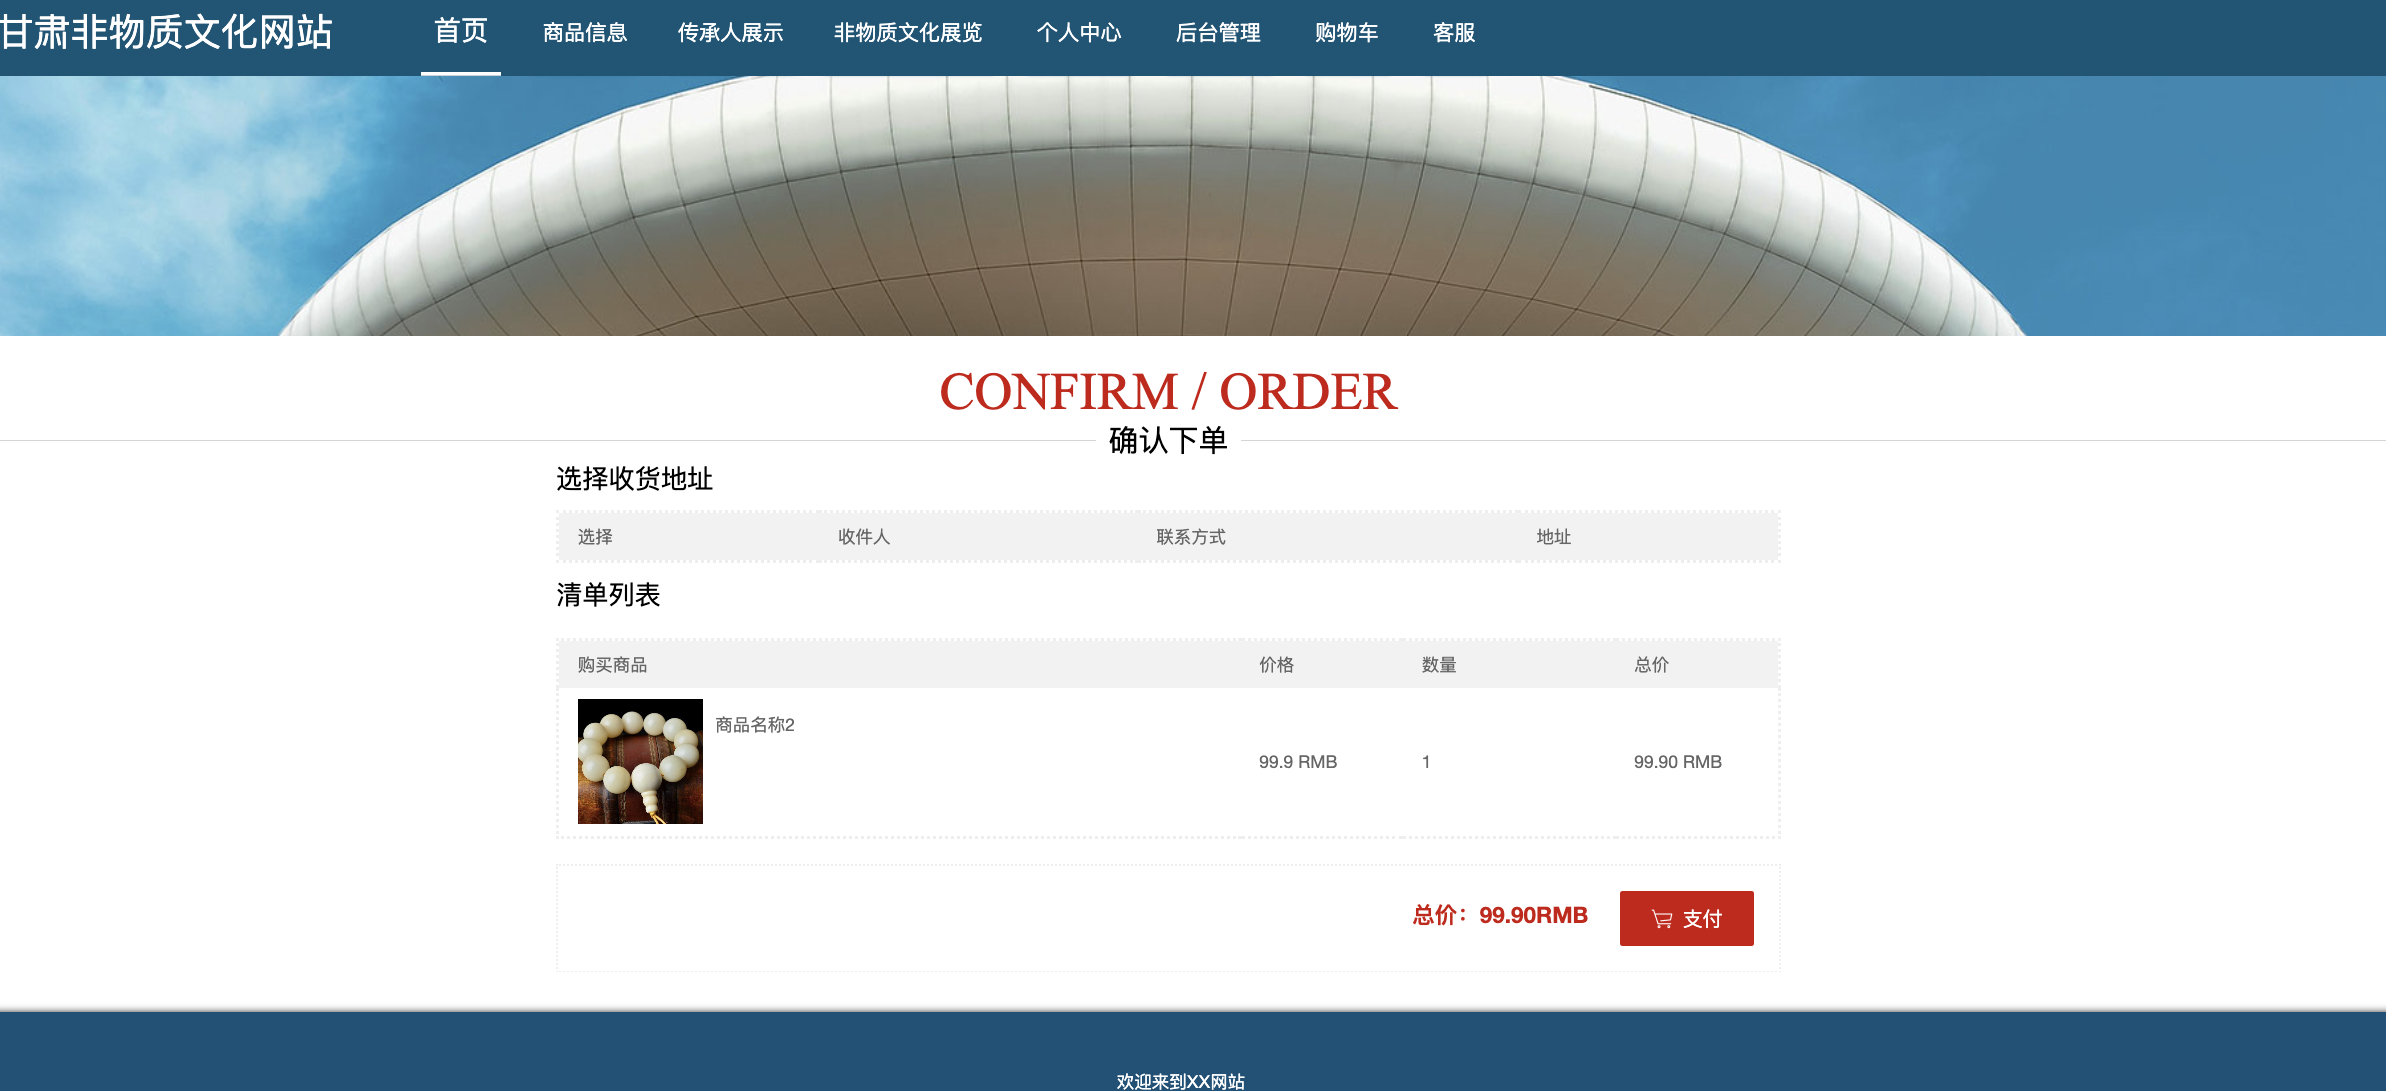 甘肃非物质文化网站 首页 商品信息 传承人展示 非物质文化展览 个人中心 后台管理 购物车 客服
CONFIRM / ORDER
确认下单
选择收货地址
选择 收件人 联系方式 地址
清单列表
购买商品 价格 数量 总价
商品名称2
99.9 RMB 1 99.90 RMB
总价：99.90RMB 支付
欢迎来到XX网站